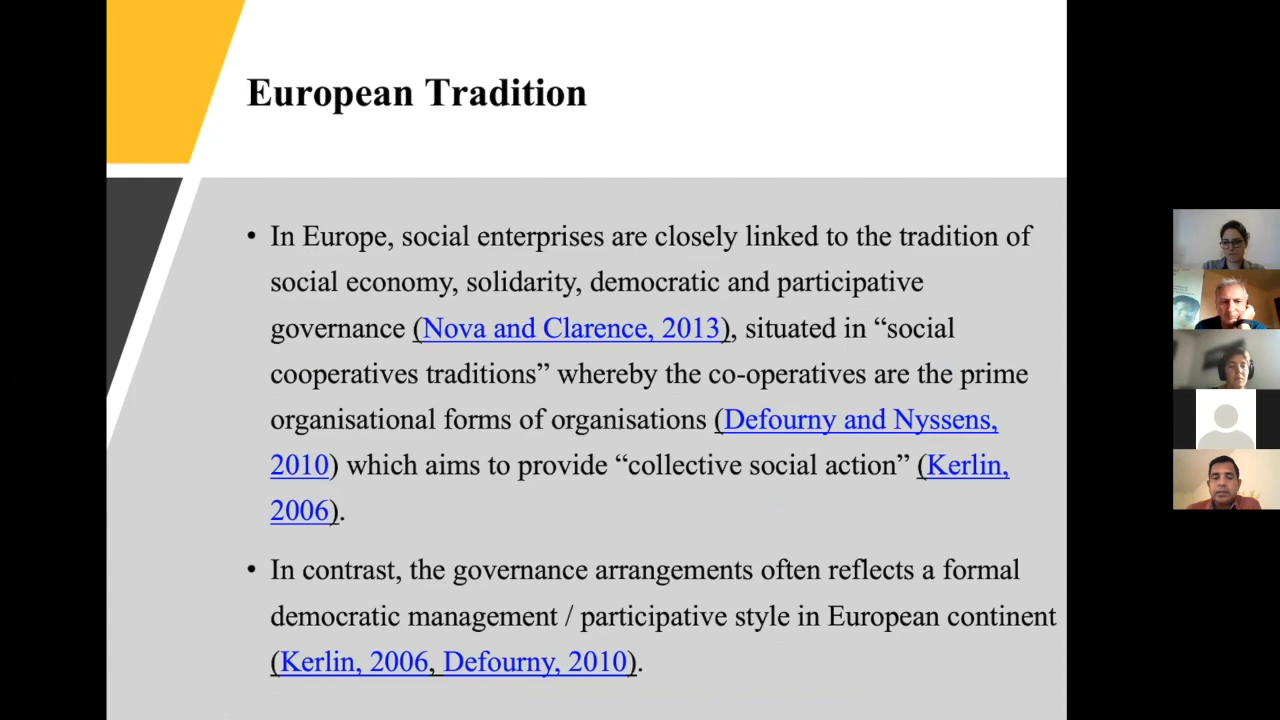 European Tradition
• In Europe, social enterprises are closely linked to the tradition of
social economy, solidarity, democratic and participative
governance (Nova and Clarence, 2013), situated in “social
cooperatives traditions” whereby the co-operatives are the prime
organisational forms of organisations (Defourny and Nyssens,
2010) which aims to provide “collective social action” (Kerlin,
2006).
• In contrast, the governance arrangements often reflects a formal
democratic management / participative style in European continent
(Kerlin, 2006, Defourny, 2010).